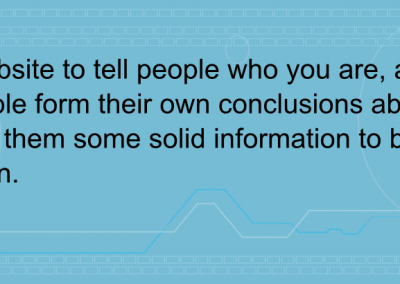 bsite to tell people who you are, a
ple form their own conclusions ab
them some solid information to b
n.